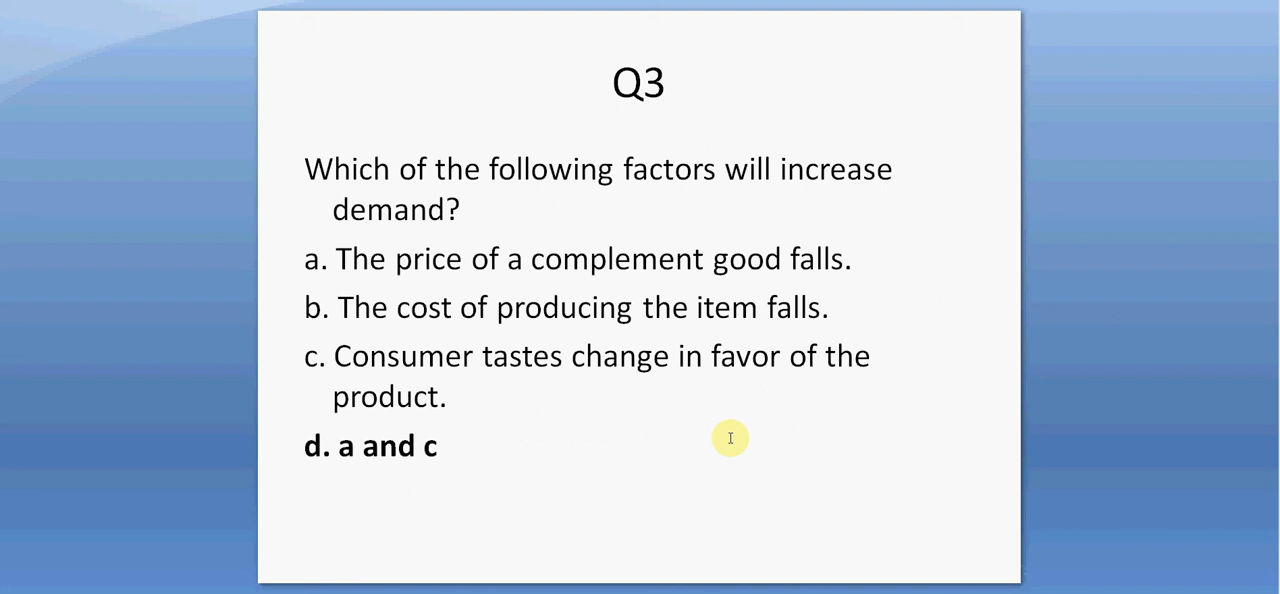 Q3
Which of the following factors will increase
demand?
a. The price of a complement good falls.
b. The cost of producing the item falls.
c. Consumer tastes change in favor of the
product.
d. a and c